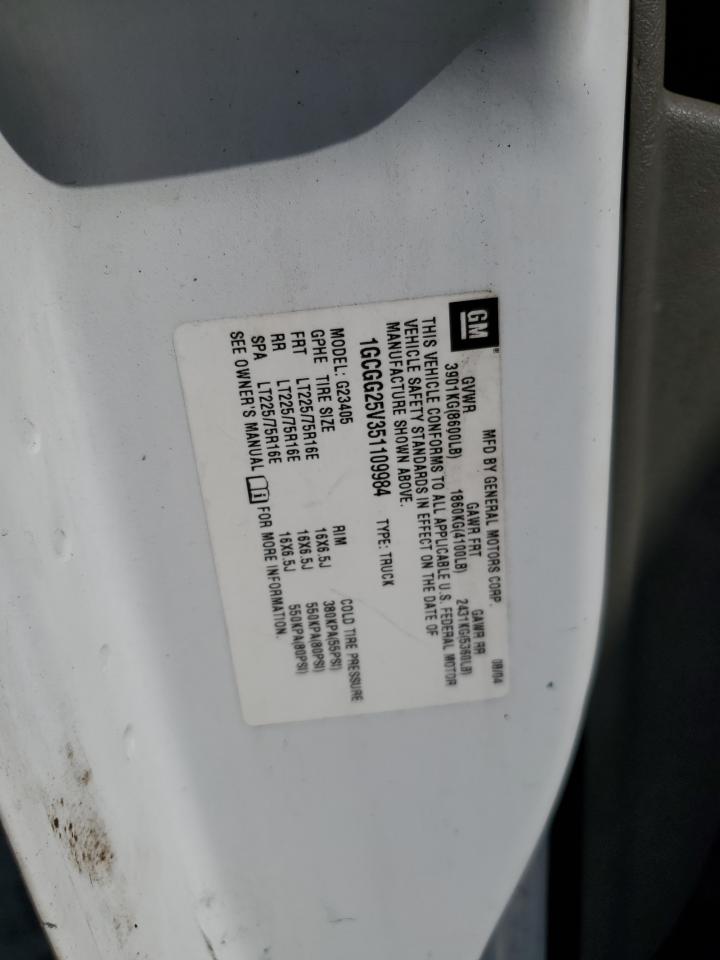 GM
MFD BY GENERAL MOTORS CORP. 08/04
GVWR GAWR FRT GAWR RR
3901KG(8600LB) 1860KG(4100LB) 2431KG(5360LB)
THIS VEHICLE CONFORMS TO ALL APPLICABLE U.S. FEDERAL MOTOR
VEHICLE SAFETY STANDARDS IN EFFECT ON THE DATE OF
MANUFACTURE SHOWN ABOVE.
1GCGG25V351109984 TYPE: TRUCK
MODEL: G23405
GPHE TIRE SIZE RIM COLD TIRE PRESSURE
FRT LT225/75R16E 16X6.5J 380KPA(55PSI)
RR LT225/75R16E 16X6.5J 550KPA(80PSI)
SPA LT225/75R16E 16X6.5J 550KPA(80PSI)
SEE OWNER'S MANUAL FOR MORE INFORMATION.